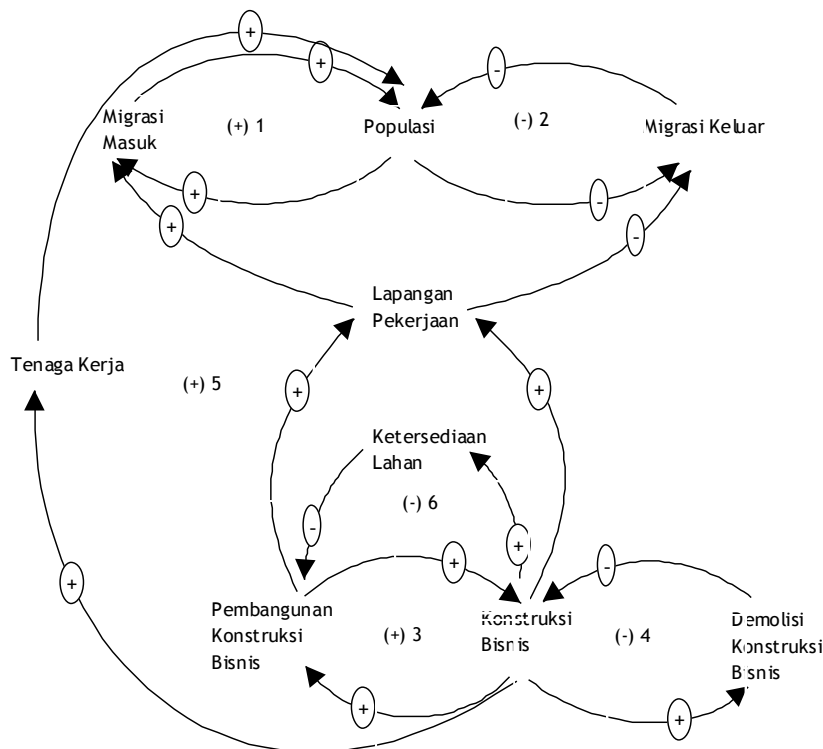 +
+
-
Migrasi
Masuk
(+) 1
Populasi
(-) 2
Migrasi Keluar
+
-
+
-
Lapangan
Pekerjaan
Tenaga Kerja
(+) 5
+
+
Ketersediaan
Lahan
(-) 6
-
+
+
-
+
Pembangunan
Konstruksi
Bisnis
(+) 3
Konstruksi
Bisnis
(-) 4
Demolisi
Konstruksi
Bisnis
+
+